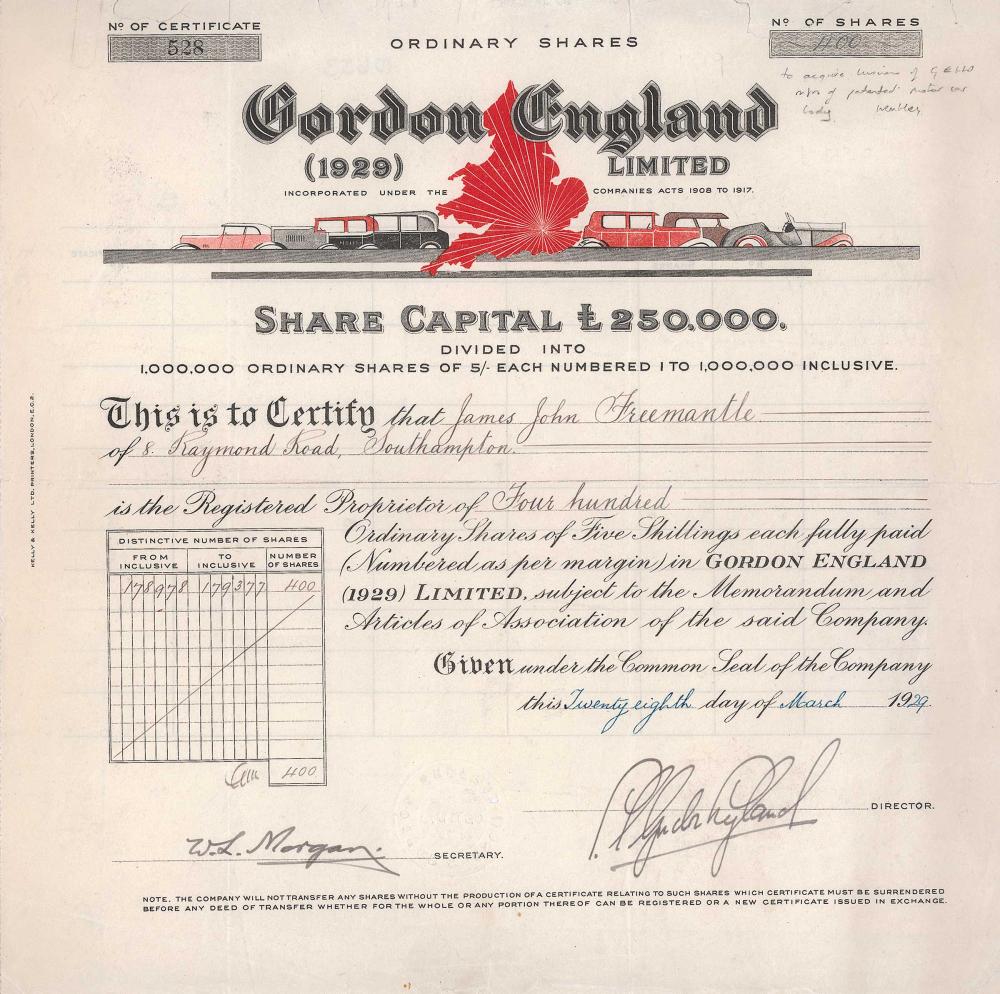 Nº OF CERTIFICATE
528
ORDINARY SHARES
Nº OF SHARES
400
to acquire
of patented motor car
body
Gordon England
(1929) LIMITED
INCORPORATED UNDER THE COMPANIES ACTS 1908 TO 1917.
SHARE CAPITAL £250.000.
DIVIDED INTO
1,000,000 ORDINARY SHARES OF 5/- EACH NUMBERED 1 TO 1,000,000 INCLUSIVE.
This is to Certify that James John Freemantle
of 8. Raymond Road, Southampton.
is the Registered Proprietor of Four hundred
Ordinary Shares of Five Shillings each fully paid
(Numbered as per margin) in GORDON ENGLAND
(1929) LIMITED, subject to the Memorandum and
Articles of Association of the said Company.
DISTINCTIVE NUMBER OF SHARES
FROM INCLUSIVE TO INCLUSIVE NUMBER OF SHARES
178978 179377 400
400
Given under the Common Seal of the Company
this Twenty eighth day of March 1929.
DIRECTOR.
W.L. Morgan. SECRETARY.
NOTE. THE COMPANY WILL NOT TRANSFER ANY SHARES WITHOUT THE PRODUCTION OF A CERTIFICATE RELATING TO SUCH SHARES WHICH CERTIFICATE MUST BE SURRENDERED
BEFORE ANY DEED OF TRANSFER WHETHER FOR THE WHOLE OR ANY PORTION THEREOF CAN BE REGISTERED OR A NEW CERTIFICATE ISSUED IN EXCHANGE.
KELLY & KELLY LTD. PRINTERS, LONDON, E.C.2.